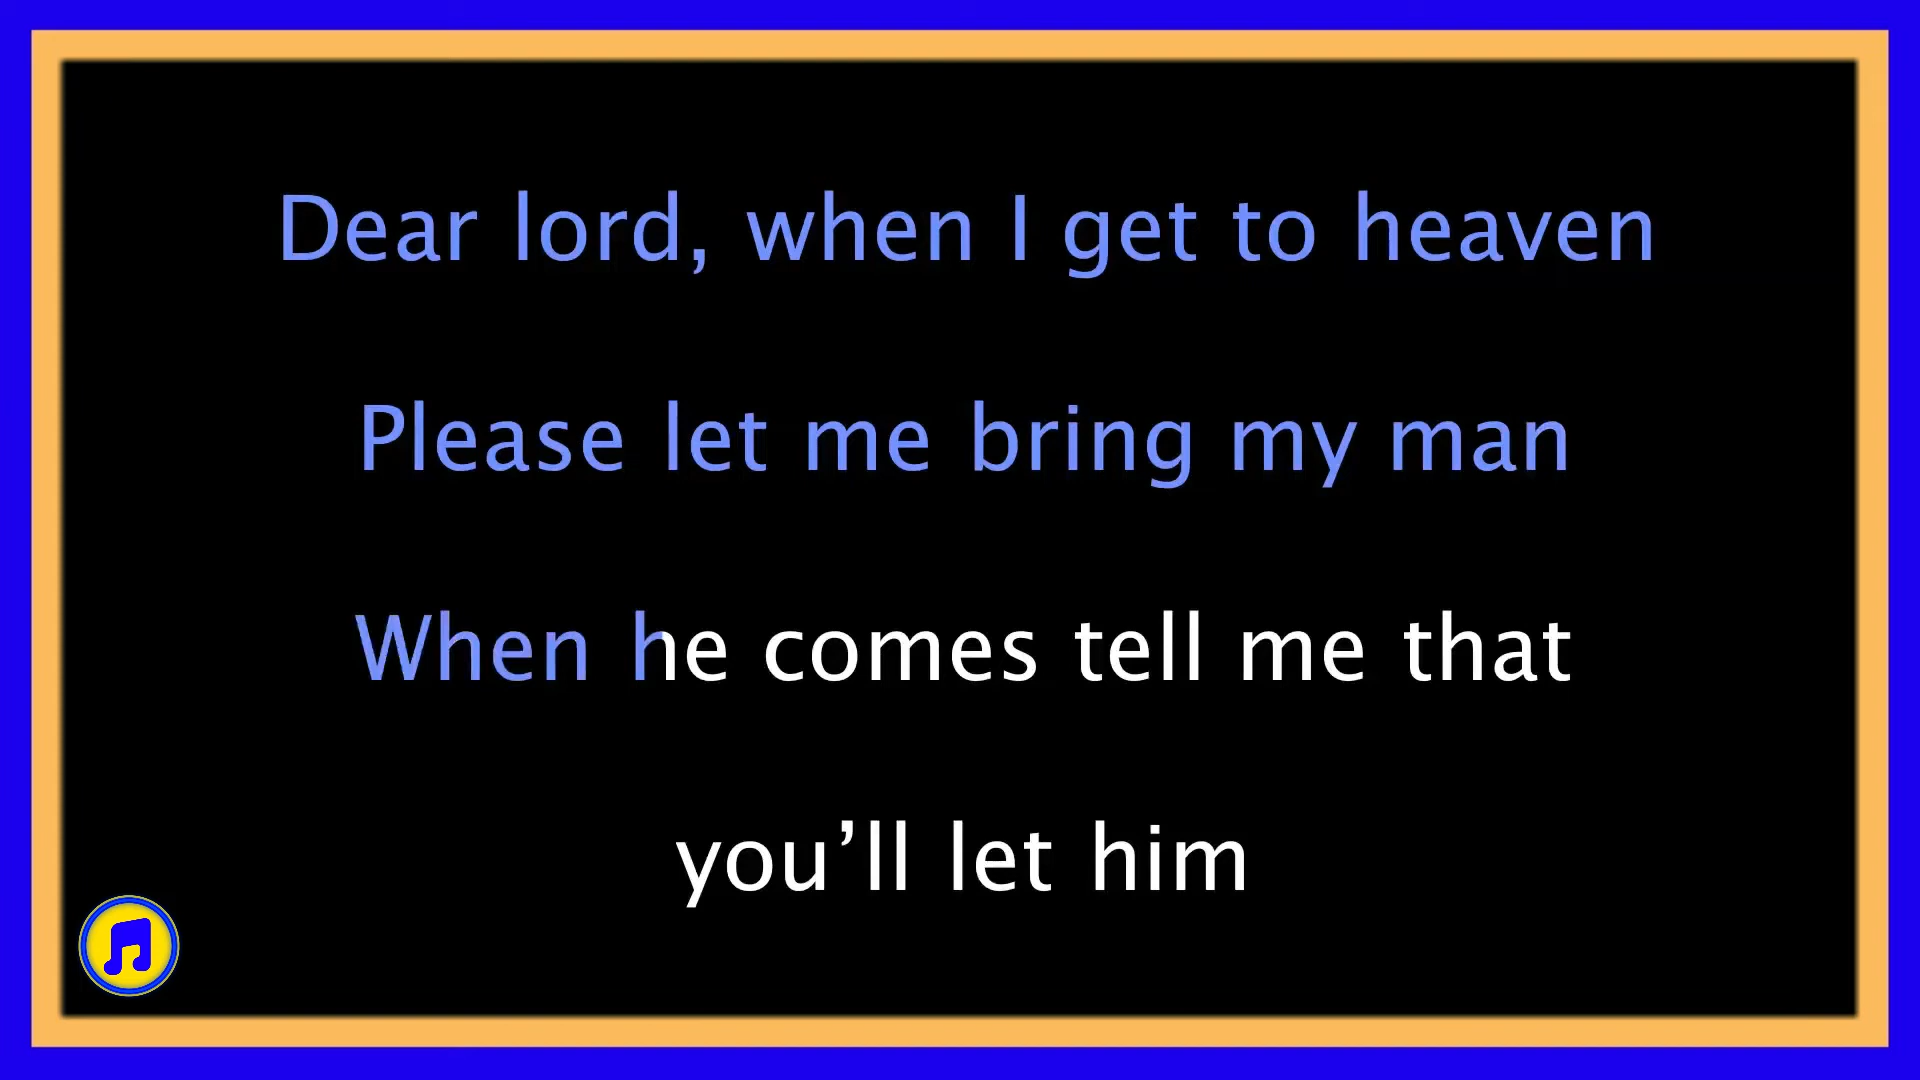 Dear lord, when I get to heaven
Please let me bring my man
When he comes tell me that
you’ll let him